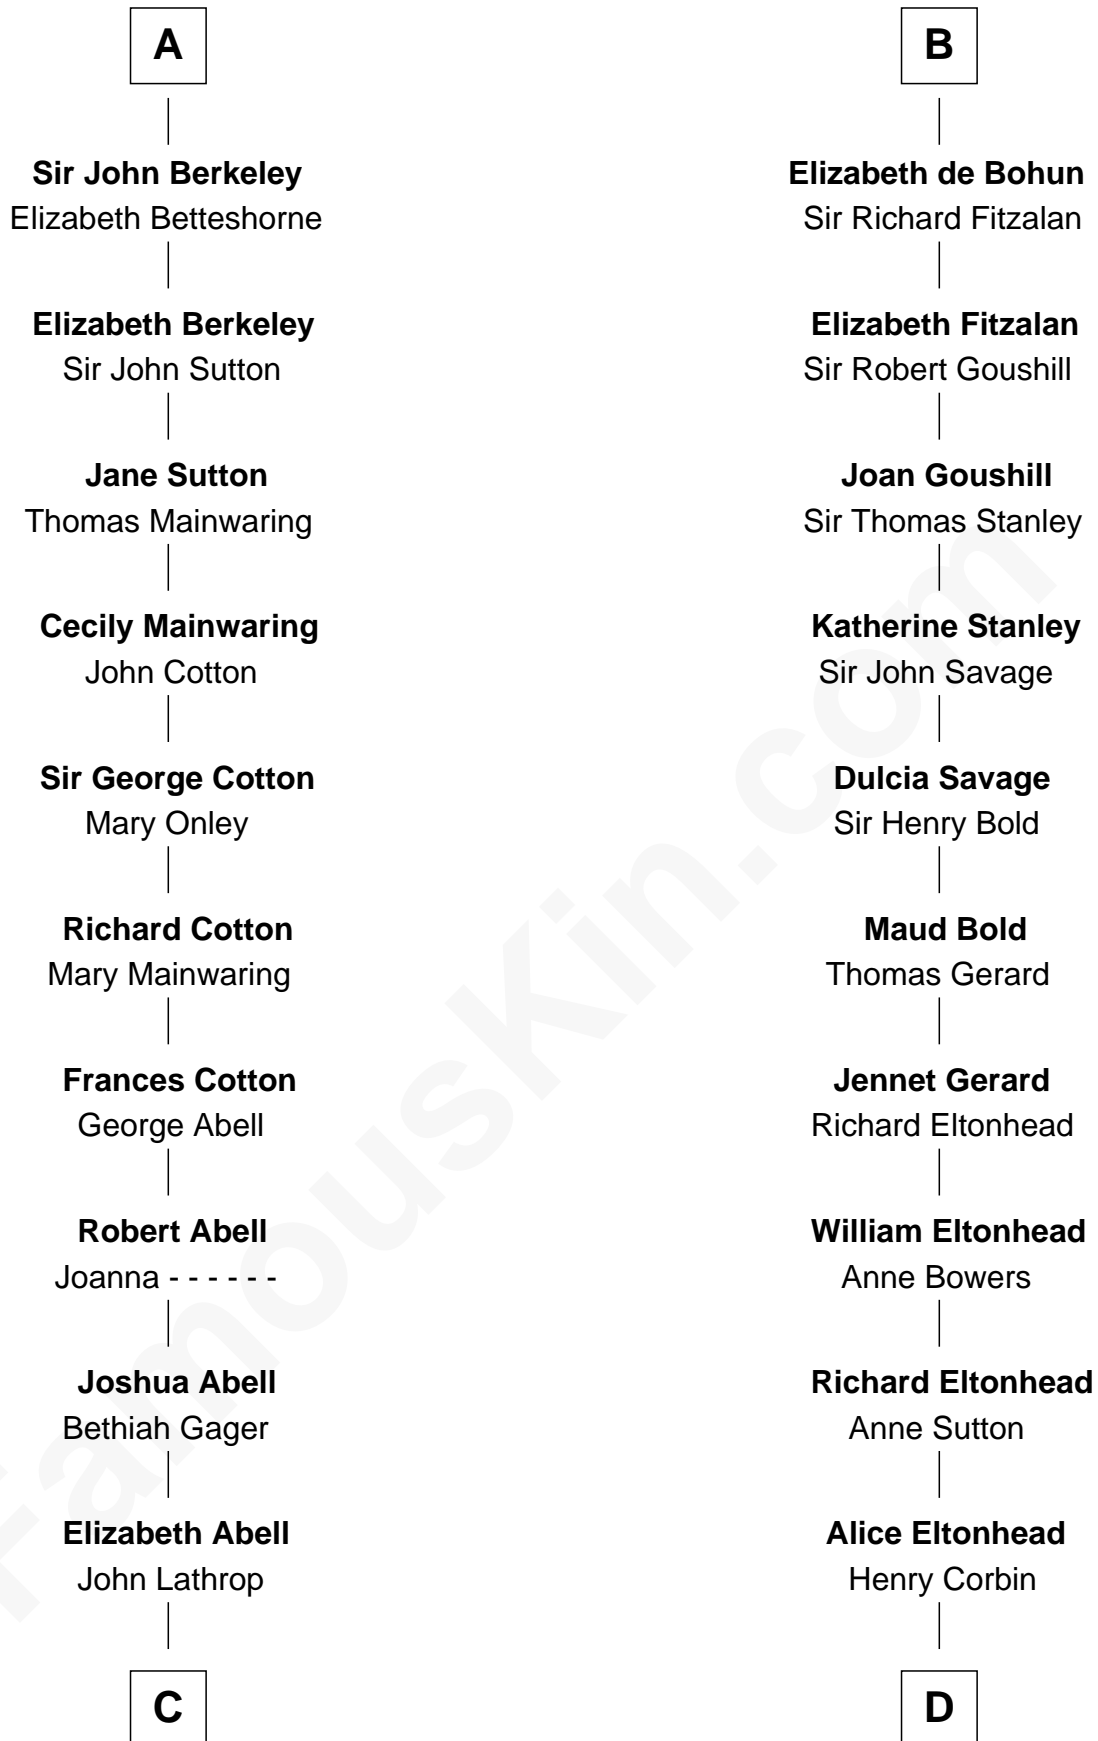 A
Sir John Berkeley
Elizabeth Betteshorne
Elizabeth Berkeley
Sir John Sutton
Jane Sutton
Thomas Mainwaring
Cecily Mainwaring
John Cotton
Sir George Cotton
Mary Onley
Richard Cotton
Mary Mainwaring
Frances Cotton
George Abell
Robert Abell
Joanna - - - - - -
Joshua Abell
Bethiah Gager
Elizabeth Abell
John Lathrop
C
B
Elizabeth de Bohun
Sir Richard Fitzalan
Elizabeth Fitzalan
Sir Robert Goushill
Joan Goushill
Sir Thomas Stanley
Katherine Stanley
Sir John Savage
Dulcia Savage
Sir Henry Bold
Maud Bold
Thomas Gerard
Jennet Gerard
Richard Eltonhead
William Eltonhead
Anne Bowers
Richard Eltonhead
Anne Sutton
Alice Eltonhead
Henry Corbin
D
FamousKin.com